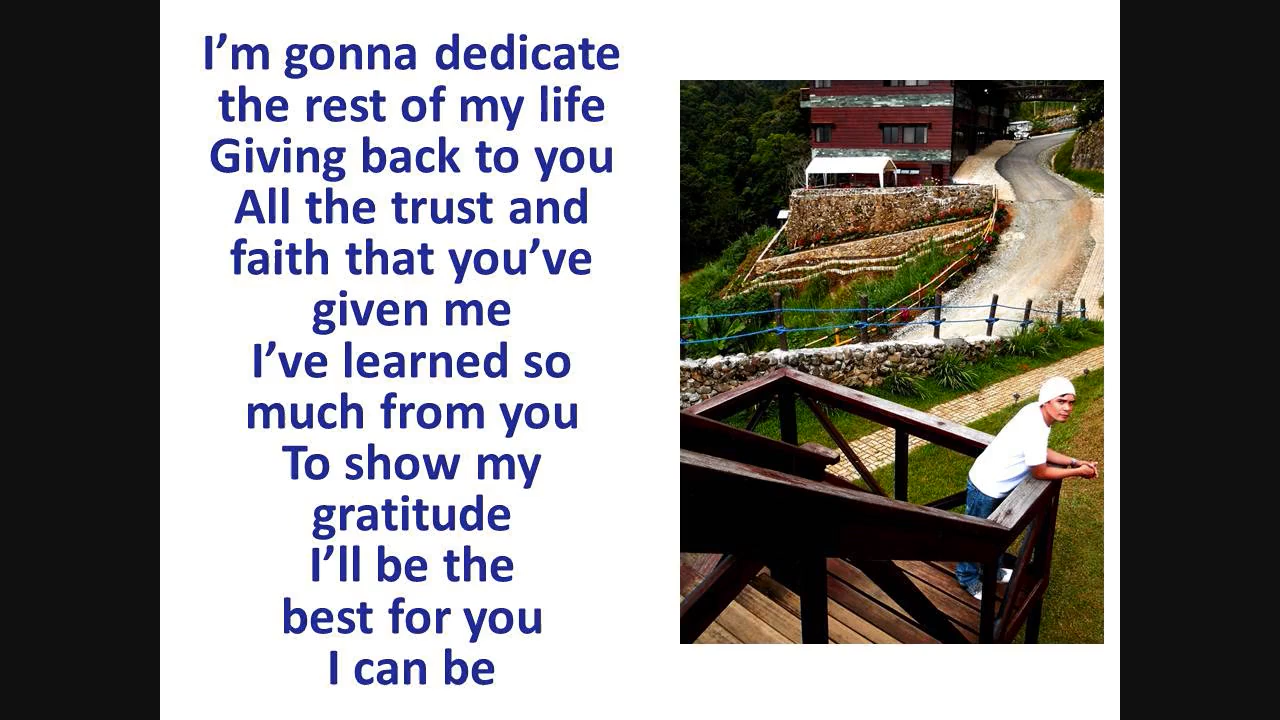 I’m gonna dedicate
the rest of my life
Giving back to you
All the trust and
faith that you’ve
given me
I’ve learned so
much from you
To show my
gratitude
I’ll be the
best for you
I can be